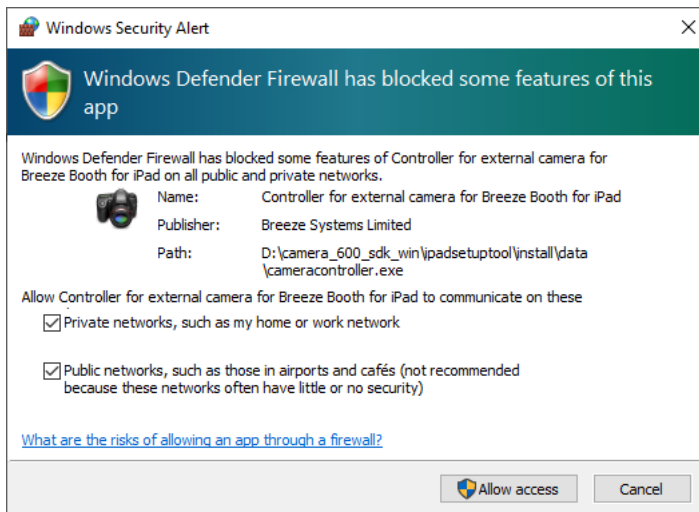 Windows Security Alert
Windows Defender Firewall has blocked some features of this
app
Windows Defender Firewall has blocked some features of Controller for external camera for
Breeze Booth for iPad on all public and private networks.
Name: Controller for external camera for Breeze Booth for iPad
Publisher: Breeze Systems Limited
Path: D:\camera_600_sdk_win\ipadsetuptool\install\data
\cameracontroller.exe
Allow Controller for external camera for Breeze Booth for iPad to communicate on these
Private networks, such as my home or work network
Public networks, such as those in airports and cafés (not recommended
because these networks often have little or no security)
What are the risks of allowing an app through a firewall?
Allow access Cancel